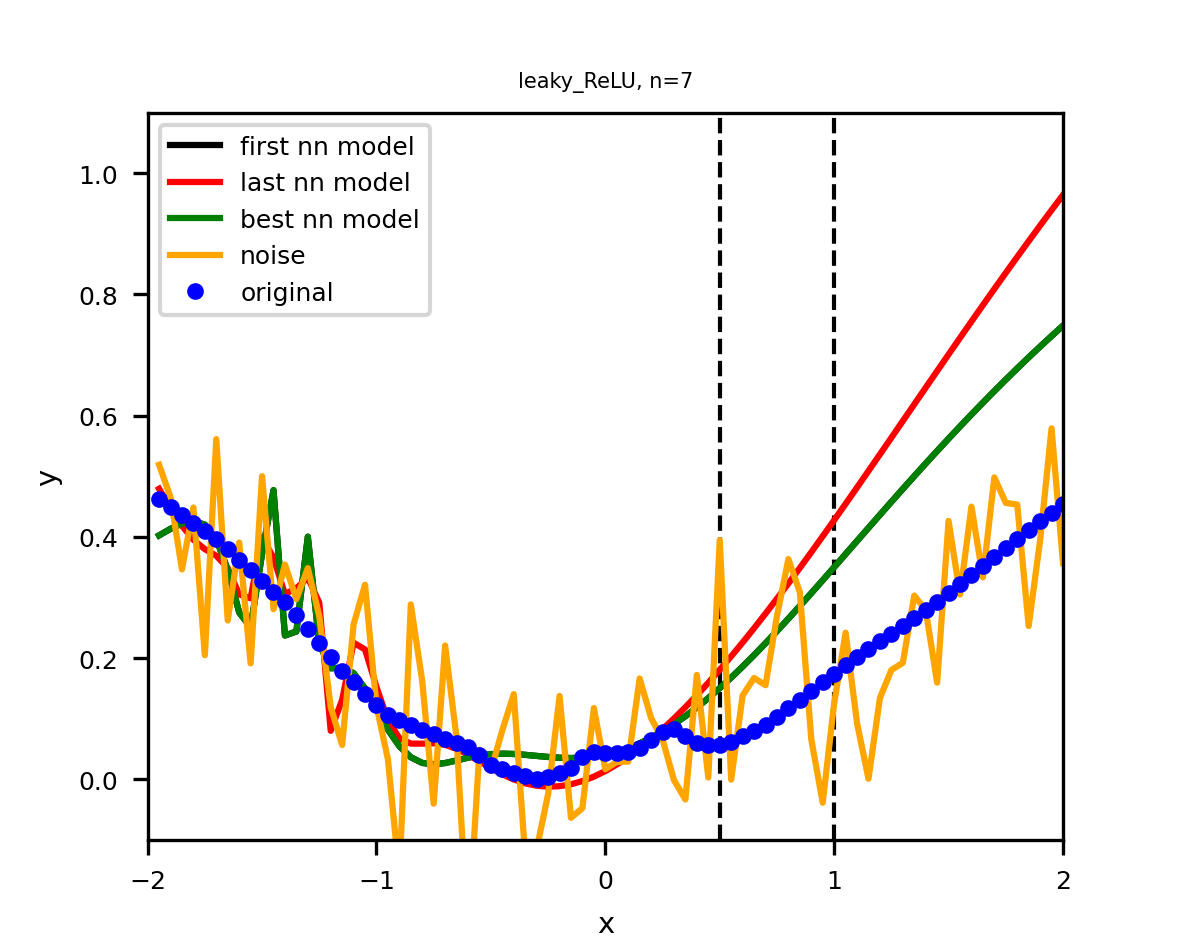 leaky_ReLU, n=7
first nn model
last nn model
best nn model
noise
original
1.0
0.8
0.6
0.4
0.2
0.0
y
−2
−1
0
1
2
x